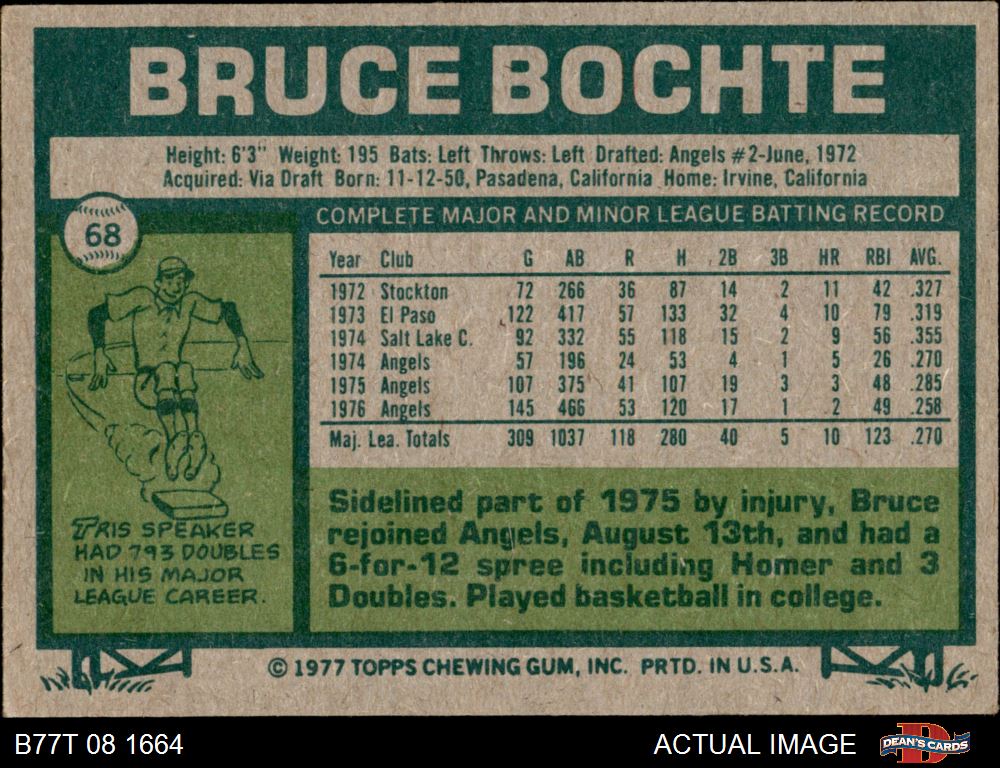 BRUCE BOCHTE
Height: 6'3" Weight: 195 Bats: Left Throws: Left Drafted: Angels #2-June, 1972
Acquired: Via Draft Born: 11-12-50, Pasadena, California Home: Irvine, California
68
COMPLETE MAJOR AND MINOR LEAGUE BATTING RECORD
Year Club G AB R H 2B 3B HR RBI AVG.
1972 Stockton 72 266 36 87 14 2 11 42 .327
1973 El Paso 122 417 57 133 32 4 10 79 .319
1974 Salt Lake C. 92 332 55 118 15 2 9 56 .355
1974 Angels 57 196 24 53 4 1 5 26 .270
1975 Angels 107 375 41 107 19 3 3 48 .285
1976 Angels 145 466 53 120 17 1 2 49 .258
Maj. Lea. Totals 309 1037 118 280 40 5 10 123 .270
TRIS SPEAKER
HAD 793 DOUBLES
IN HIS MAJOR
LEAGUE CAREER.
Sidelined part of 1975 by injury, Bruce
rejoined Angels, August 13th, and had a
6-for-12 spree including Homer and 3
Doubles. Played basketball in college.
© 1977 TOPPS CHEWING GUM, INC. PRTD. IN U.S.A.
B77T 08 1664
ACTUAL IMAGE
DEAN'S CARDS